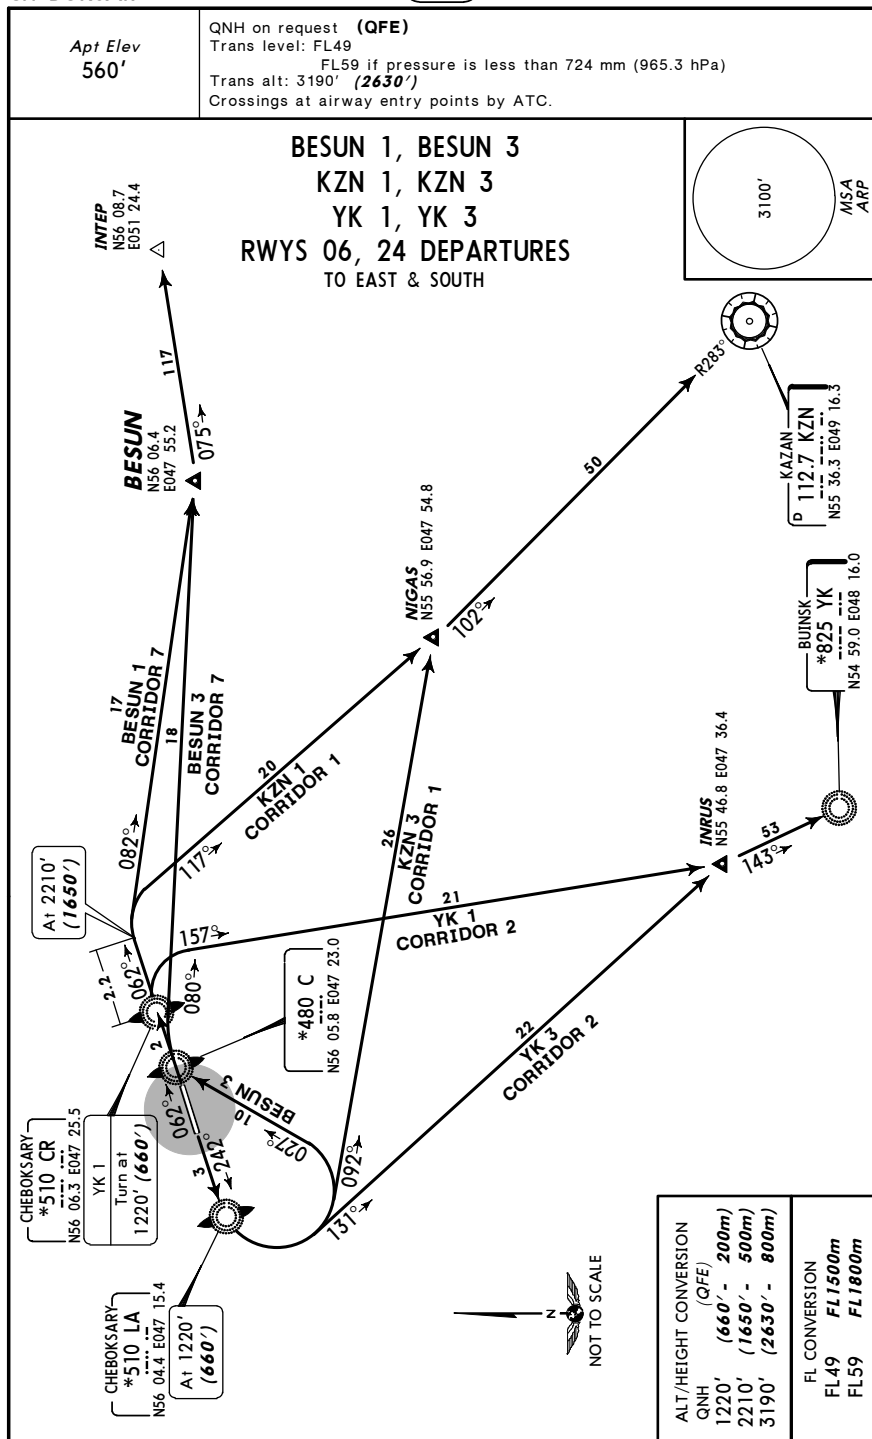 Apt Elev
560'
QNH on request (QFE)
Trans level: FL49
FL59 if pressure is less than 724 mm (965.3 hPa)
Trans alt: 3190' (2630')
Crossings at airway entry points by ATC.
BESUN 1, BESUN 3
KZN 1, KZN 3
YK 1, YK 3
RWYS 06, 24 DEPARTURES
TO EAST & SOUTH
3100'
MSA
ARP
INTEP
N56 08.7
E051 24.4
117
BESUN
N56 06.4
E047 55.2
075°
R283°
KAZAN
D 112.7 KZN
N55 36.3 E049 16.3
50
NIGAS
N55 56.9 E047 54.8
102°
BUINSK
*825 YK
N54 59.0 E048 16.0
17
BESUN 1
CORRIDOR 7
18
BESUN 3
CORRIDOR 7
20
KZN 1
CORRIDOR 1
26
KZN 3
CORRIDOR 1
INRUS
N55 46.8 E047 36.4
53
143°
082°
117°
At 2210'
(1650')
21
YK 1
CORRIDOR 2
157°
2.2
062°
080°
*480 C
N56 05.8 E047 23.0
22
YK 3
CORRIDOR 2
2
062°
BESUN 3
10
027°
CHEBOKSARY
*510 CR
N56 06.3 E047 25.5
YK 1
Turn at
1220' (660')
3
242°
092°
131°
CHEBOKSARY
*510 LA
N56 04.4 E047 15.4
At 1220'
(660')
N
NOT TO SCALE
ALT/HEIGHT CONVERSION
QNH (QFE)
1220' (660' - 200m)
2210' (1650' - 500m)
3190' (2630' - 800m)
FL CONVERSION
FL49 FL1500m
FL59 FL1800m